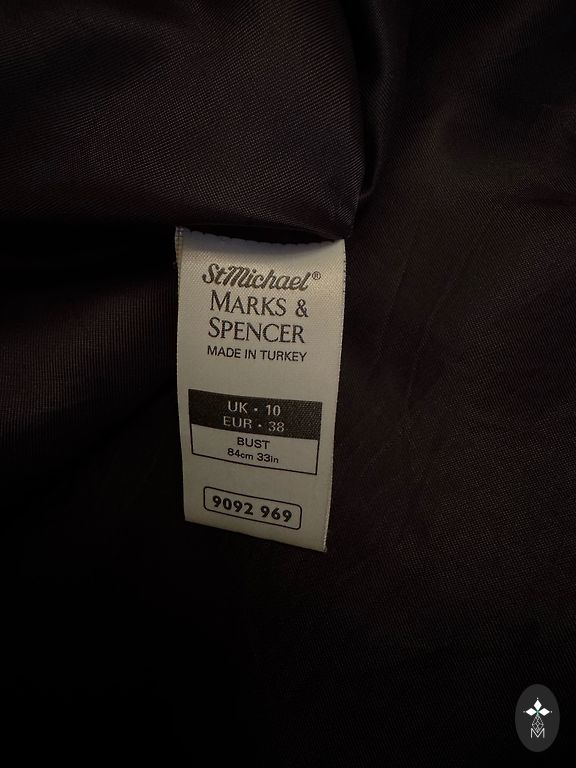 StMichael®
MARKS &
SPENCER
MADE IN TURKEY
UK · 10
EUR · 38
BUST
84cm 33in
9092 969
M